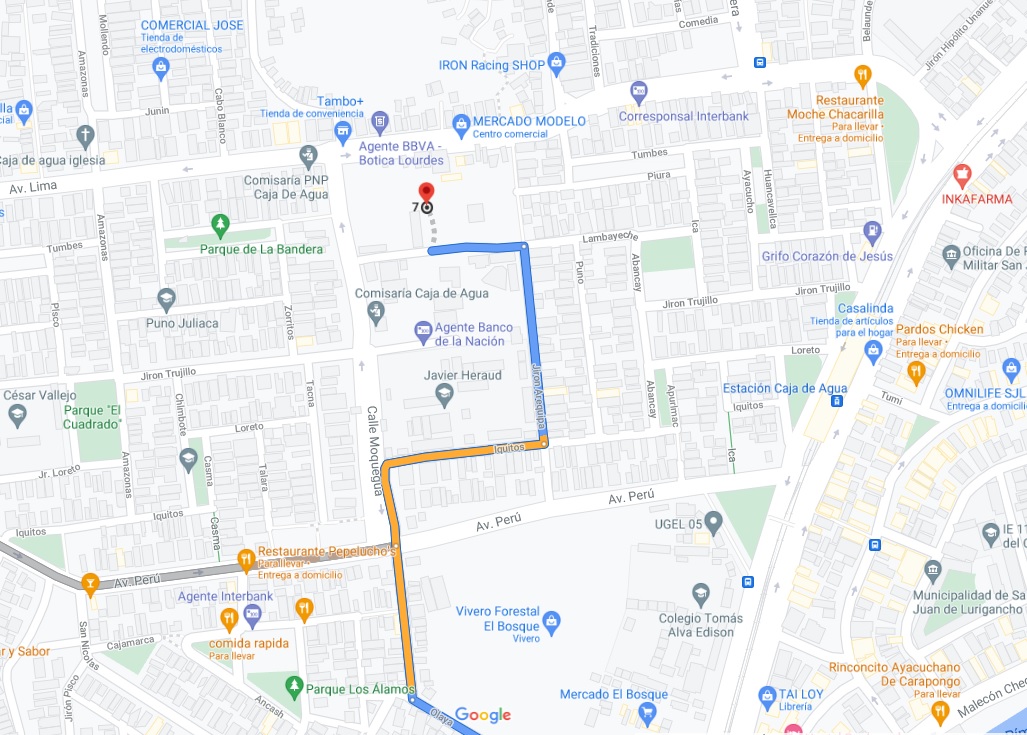 Mollendo
Amazonas
COMERCIAL JOSE
Tienda de
electrodomésticos
Cabo Blanco
Junin
Comedia
Tradiciones
Belaunde
Jirón Hipólito Unanue
IRON Racing SHOP
Tambo+
Tienda de conveniencia
MERCADO MODELO
Centro comercial
Corresponsal Interbank
Restaurante
Moche Chacarilla
Para llevar ·
Entrega a domicilio
Caja de agua iglesia
Agente BBVA -
Botica Lourdes
Comisaría PNP
Caja De Agua
Av. Lima
Tumbes
Piura
Ayacucho
Huancavelica
INKAFARMA
7
Amazonas
Tumbes
Parque de La Bandera
Lambayeche
Ica
Puno
Abancay
Grifo Corazón de Jesús
Oficina De
Militar San
Pisco
Puno Juliaca
Zorritos
Comisaría Caja de Agua
Agente Banco
de la Nación
Jiron Trujillo
Jiron Trujillo
Casalinda
Tienda de artículos
para el hogar
Pardos Chicken
Para llevar ·
Entrega a domicilio
Loreto
Jiron Trujillo
Javier Heraud
Jirón Arequipa
Estación Caja de Agua
OMNILIFE SJL
Entrega a domicilio
César Vallejo
Parque "El
Cuadrado"
Chimbote
Tacna
Calle Moquegua
Abancay
Apurimac
Iquitos
Tumi
Loreto
Iquitos
Ica
Jr. Loreto
Amazonas
Casma
Talara
Iquitos
Iquitos
Casma
Av. Perú
Av. Perú
UGEL 05
IE 11
del C
Restaurante Pepelucho's
Para llevar ·
Entrega a domicilio
Av. Perú
Agente Interbank
San Nicolas
Cajamarca
comida rapida
Para llevar
Vivero Forestal
El Bosque
Vivero
Colegio Tomás
Alva Edison
Municipalidad de Sa
Juan de Lurigancho
ar y Sabor
Jirón Pisco
Ancash
Parque Los Álamos
Olaya
Google
Mercado El Bosque
TAI LOY
Librería
Rinconcito Ayacuchano
De Carapongo
Para llevar
Malecón Chec